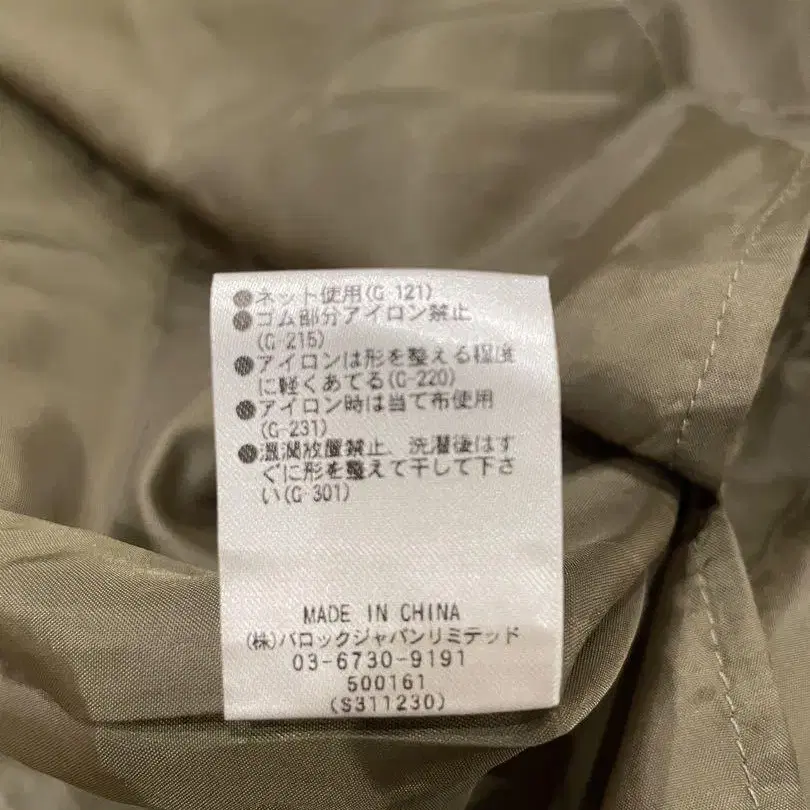 ●ネット使用(G 121)
●ゴム部分アイロン禁止
(G-215)
●アイロンは形を整える程度
に軽くあてる(G-220)
●アイロン時は当て布使用
(G-231)
●湿潤放置禁止、洗濯後はす
ぐに形を整えて干して下さ
い(G-301)
MADE IN CHINA
(株)バロックジャパンリミテッド
03-6730-9191
500161
(S311230)